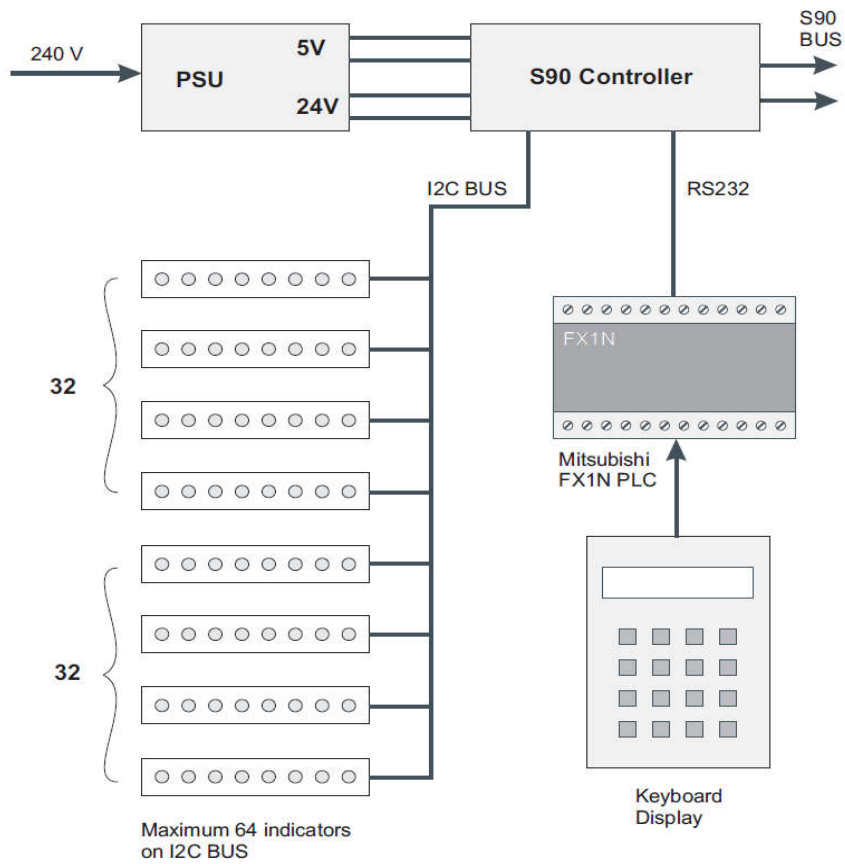 S90
BUS
240 V
PSU
5V
24V
S90 Controller
I2C BUS
RS232
FX1N
32
Mitsubishi
FX1N PLC
32
Keyboard
Display
Maximum 64 indicators
on I2C BUS